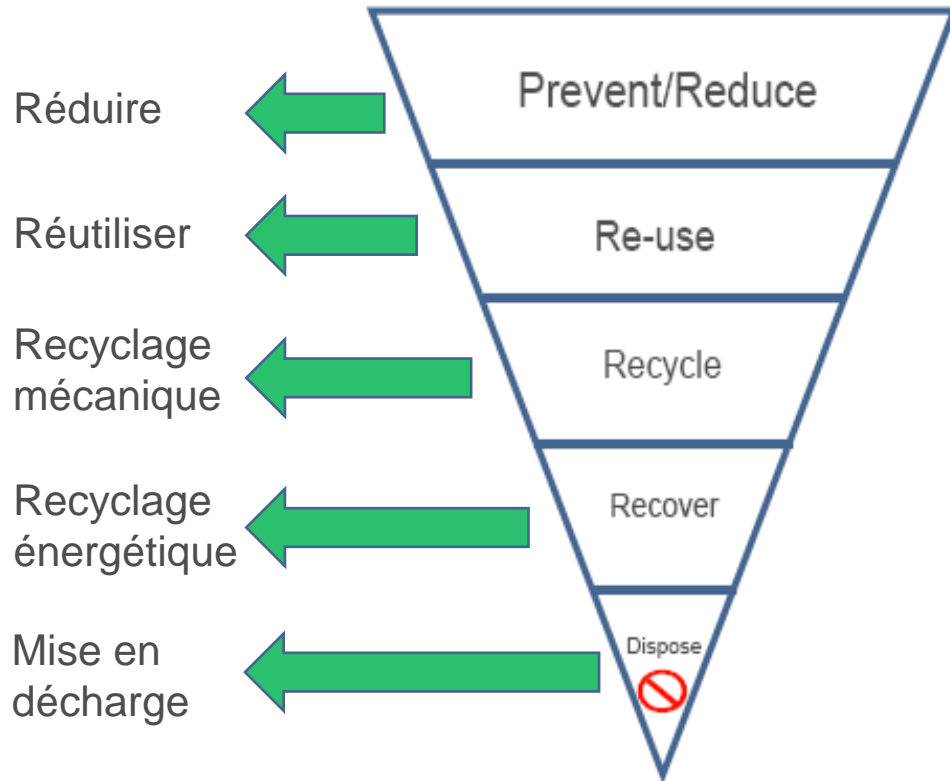 Réduire
Prevent/Reduce
Réutiliser
Re-use
Recyclage
mécanique
Recycle
Recyclage
énergétique
Recover
Mise en
décharge
Dispose